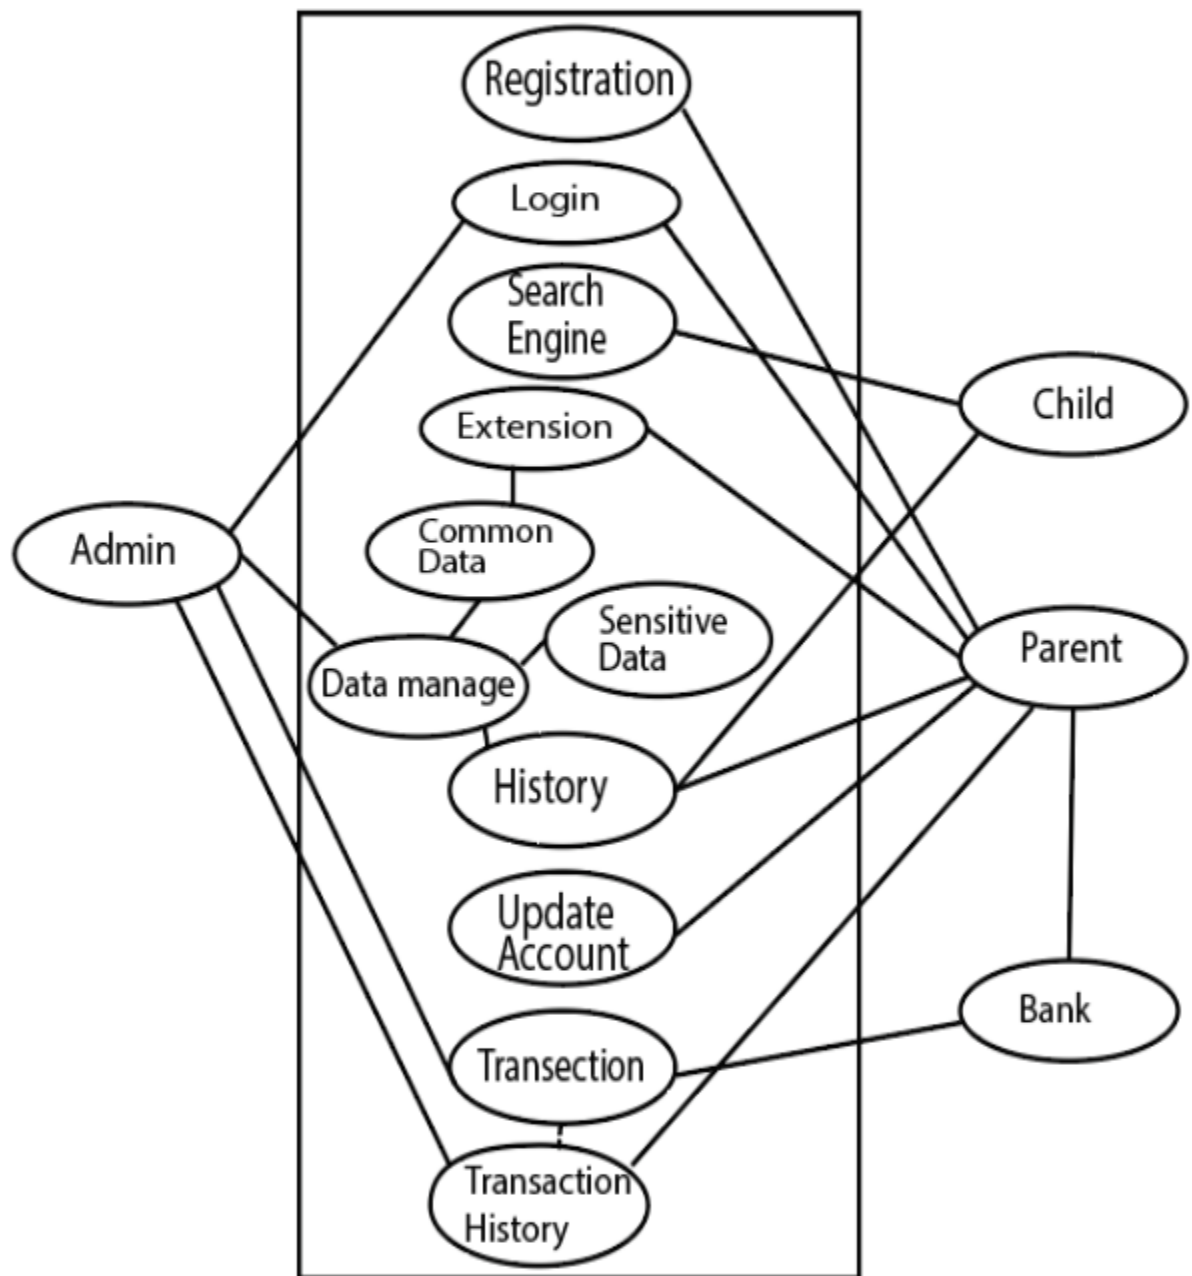 Registration
Login
Search
Engine
Extension
Child
Admin
Common
Data
Sensitive
Data
Parent
Data manage
History
Update
Account
Bank
Transection
Transaction
History